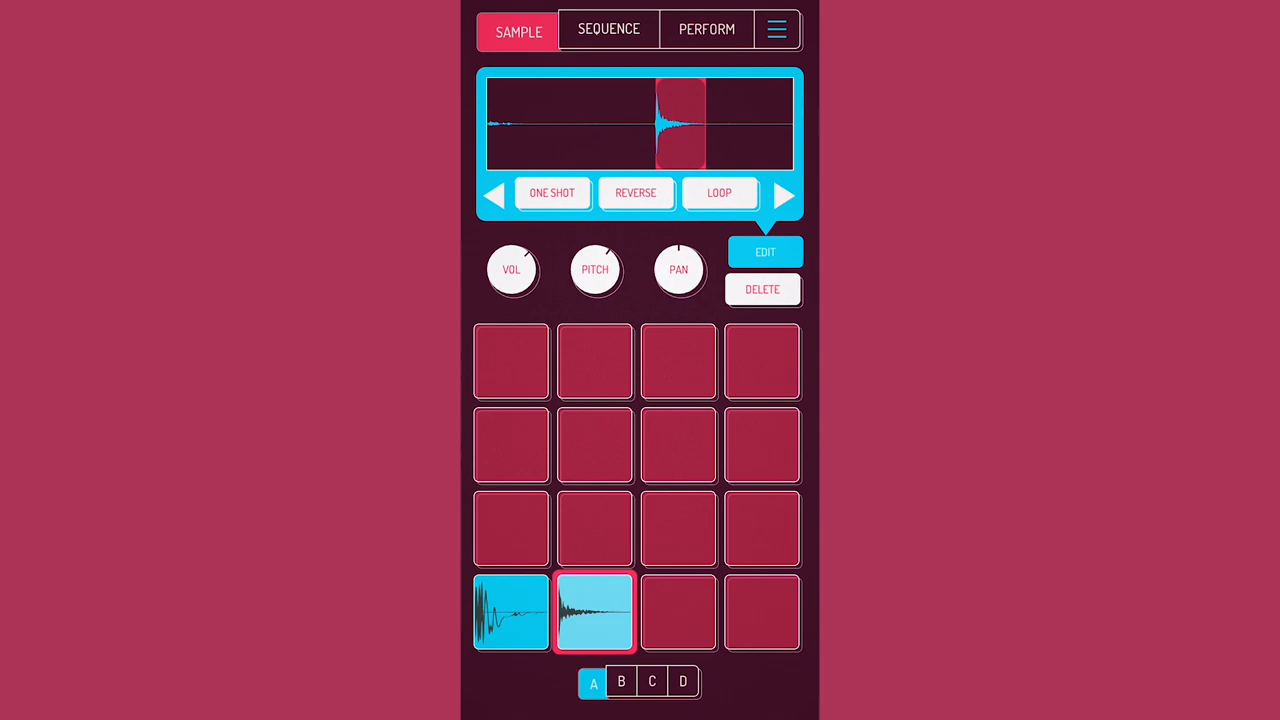 SAMPLE SEQUENCE PERFORM
ONE SHOT REVERSE LOOP
VOL PITCH PAN EDIT
DELETE
A B C D